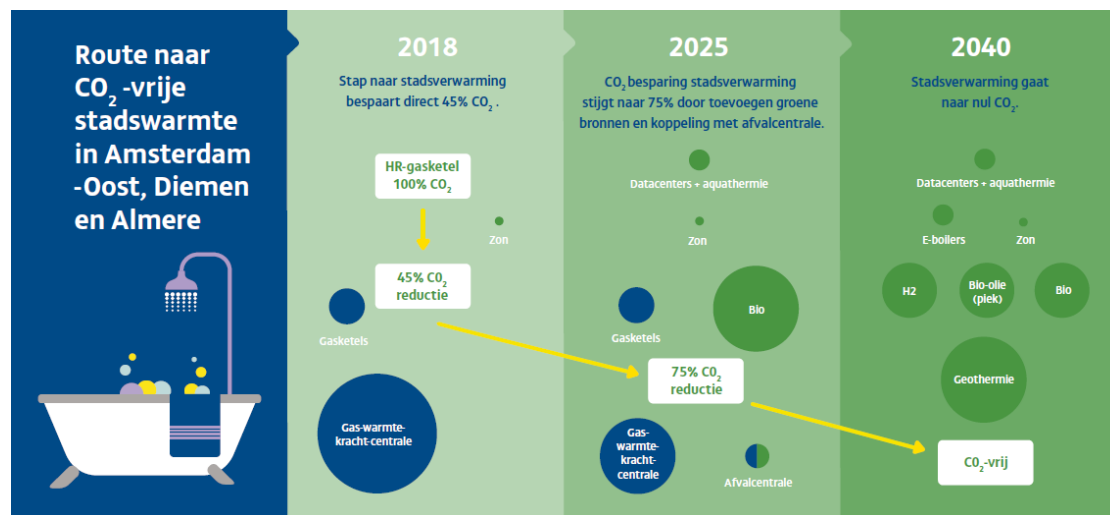 Route naar
CO₂ -vrije
stadswarmte
in Amsterdam
-Oost, Diemen
en Almere
2018
Stap naar stadsverwarming
bespaart direct 45% CO₂ .
HR-gasketel
100% CO₂
Zon
45% CO₂
reductie
Gasketels
Gas-warmte-
kracht-centrale
2025
CO₂ besparing stadsverwarming
stijgt naar 75% door toevoegen groene
bronnen en koppeling met afvalcentrale.
Datacenters + aquathermie
Zon
Bio
Gasketels
75% CO₂
reductie
Gas-
warmte-
kracht-
centrale
Afvalcentrale
2040
Stadsverwarming gaat
naar nul CO₂.
Datacenters + aquathermie
E-boilers
Zon
H2
Bio-olie
(piek)
Bio
Geothermie
CO₂-vrij